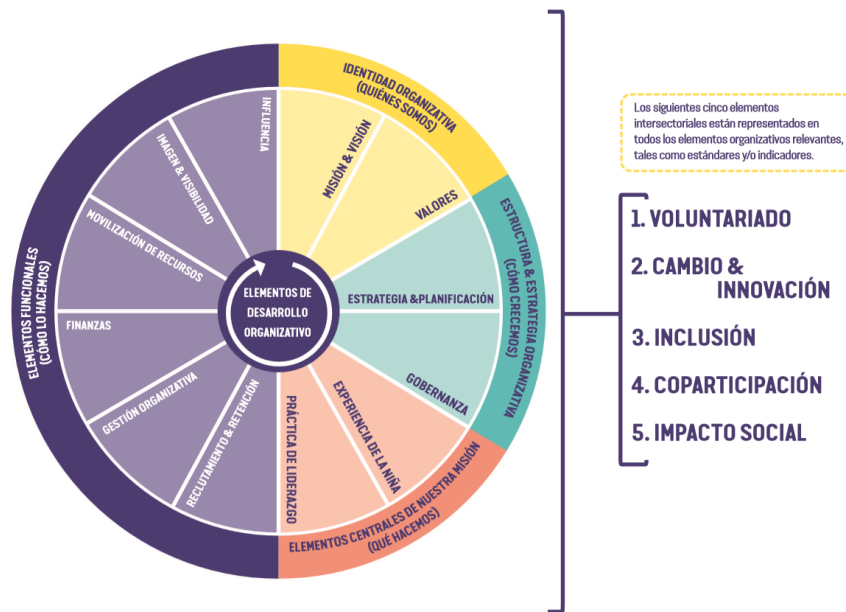 ELEMENTOS DE
DESARROLLO
ORGANIZATIVO
IDENTIDAD ORGANIZATIVA
(QUIÉNES SOMOS)
MISIÓN & VISIÓN
VALORES
ESTRUCTURA & ESTRATEGIA ORGANIZATIVA
(CÓMO CRECEMOS)
ESTRATEGIA &PLANIFICACIÓN
GOBERNANZA
ELEMENTOS CENTRALES DE NUESTRA MISIÓN
(QUÉ HACEMOS)
EXPERIENCIA DE LA NIÑA
PRÁCTICA DE LIDERAZGO
ELEMENTOS FUNCIONALES
(CÓMO LO HACEMOS)
RECLUTAMIENTO & RETENCIÓN
GESTIÓN ORGANIZATIVA
FINANZAS
MOVILIZACIÓN DE RECURSOS
IMAGEN & VISIBILIDAD
INFLUENCIA
Los siguientes cinco elementos
intersectoriales están representados en
todos los elementos organizativos relevantes,
tales como estándares y/o indicadores.
1. VOLUNTARIADO
2. CAMBIO &
INNOVACIÓN
3. INCLUSIÓN
4. COPARTICIPACIÓN
5. IMPACTO SOCIAL